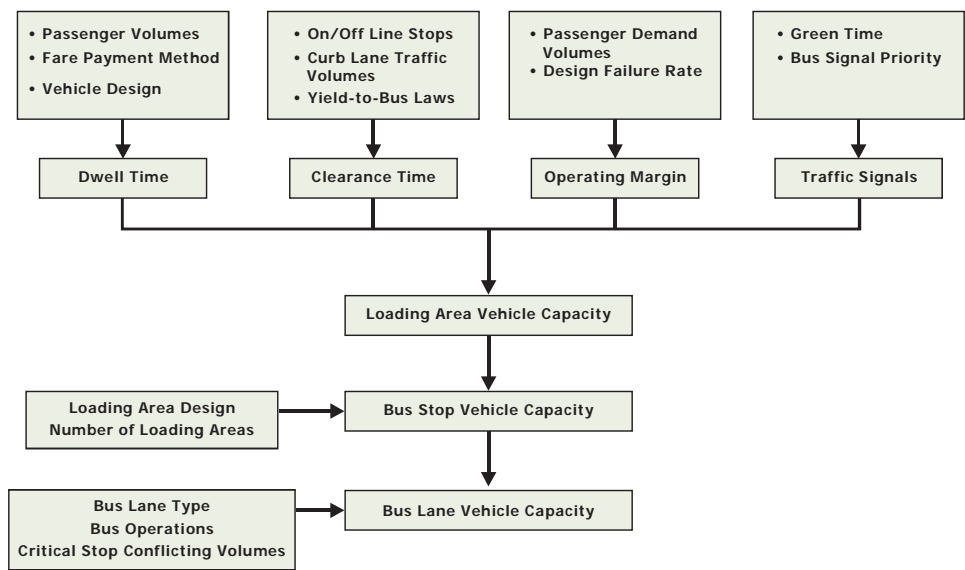 • Passenger Volumes
• Fare Payment Method
• Vehicle Design
• On/Off Line Stops
• Curb Lane Traffic
Volumes
• Yield-to-Bus Laws
• Passenger Demand
Volumes
• Design Failure Rate
• Green Time
• Bus Signal Priority
Dwell Time
Clearance Time
Operating Margin
Traffic Signals
Loading Area Vehicle Capacity
Loading Area Design
Number of Loading Areas
Bus Stop Vehicle Capacity
Bus Lane Type
Bus Operations
Critical Stop Conflicting Volumes
Bus Lane Vehicle Capacity